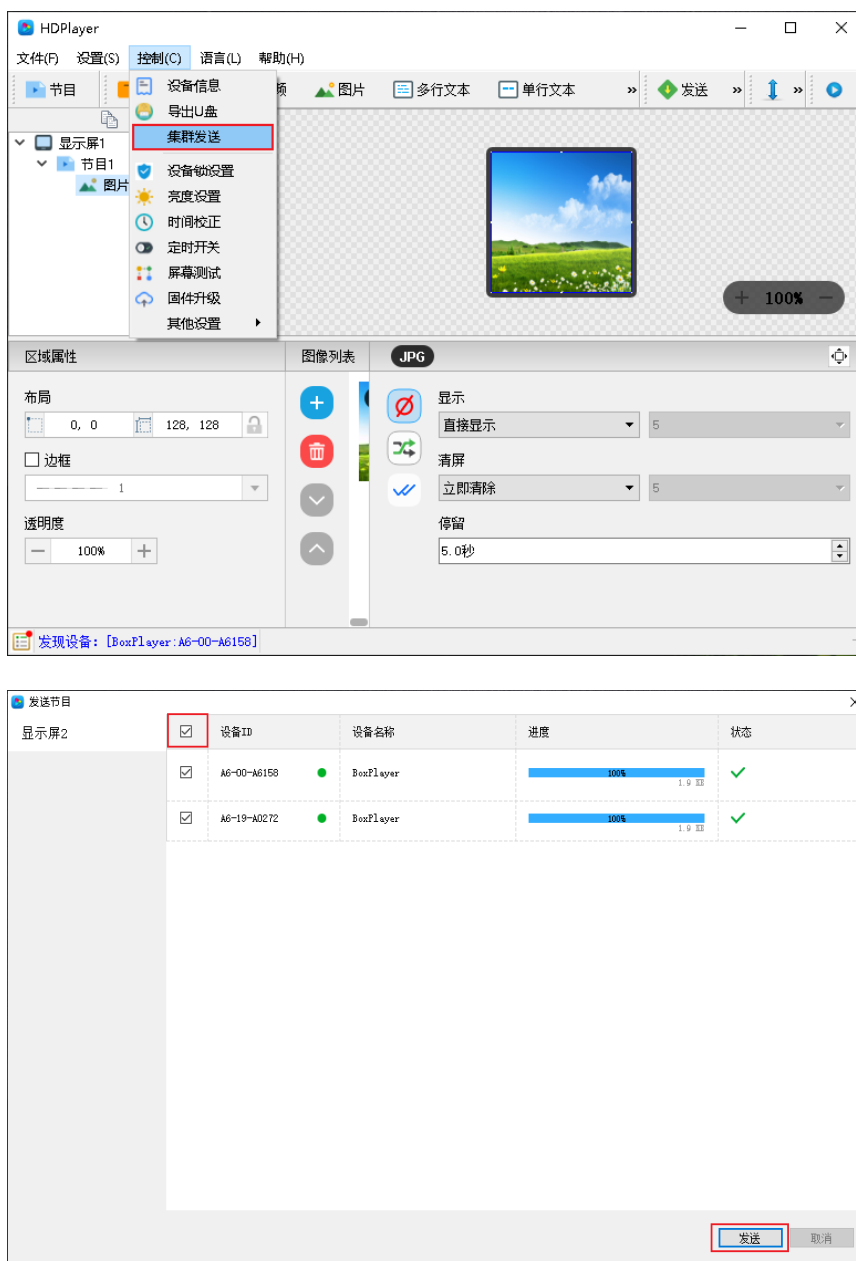 HDPlayer
文件(F) 设置(S) 控制(C) 语言(L) 帮助(H)
节目 频 图片 多行文本 单行文本 » 发送 » »
设备信息
导出U盘
集群发送
设备锁设置
亮度设置
时间校正
定时开关
屏幕测试
固件升级
其他设置
显示屏1
节目1
图片
+ 100% −
区域属性 图像列表 JPG
布局
0, 0 128, 128
边框
1
透明度
— 100% +
显示
直接显示 5
清屏
立即清除 5
停留
5.0秒
发现设备: [BoxPlayer:A6-00-A6158]
发送节目
显示屏2 设备ID 设备名称 进度 状态
A6-00-A6158 BoxPlayer 100%
A6-19-A0272 BoxPlayer 100%
发送 取消